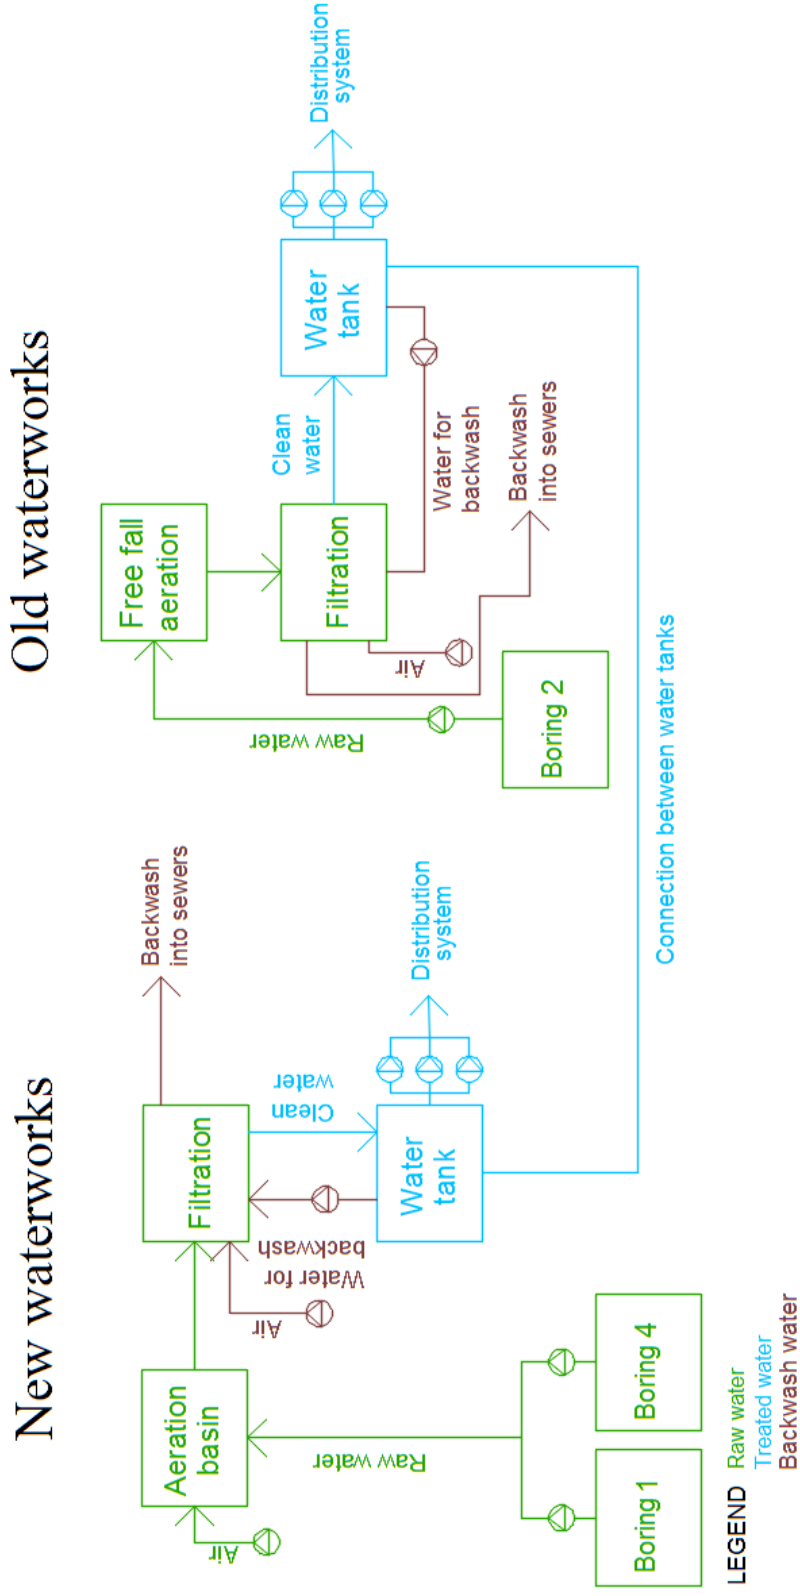 New waterworks
Old waterworks
Air
Aeration
basin
Raw water
Boring 1
Boring 4
Air
Water for
backwash
Filtration
Clean
water
Backwash
into sewers
Water
tank
Distribution
system
Connection between water tanks
Raw water
Boring 2
Free fall
aeration
Filtration
Air
Clean
water
Water for
backwash
Backwash
into sewers
Water
tank
Distribution
system
LEGEND
Raw water
Treated water
Backwash water